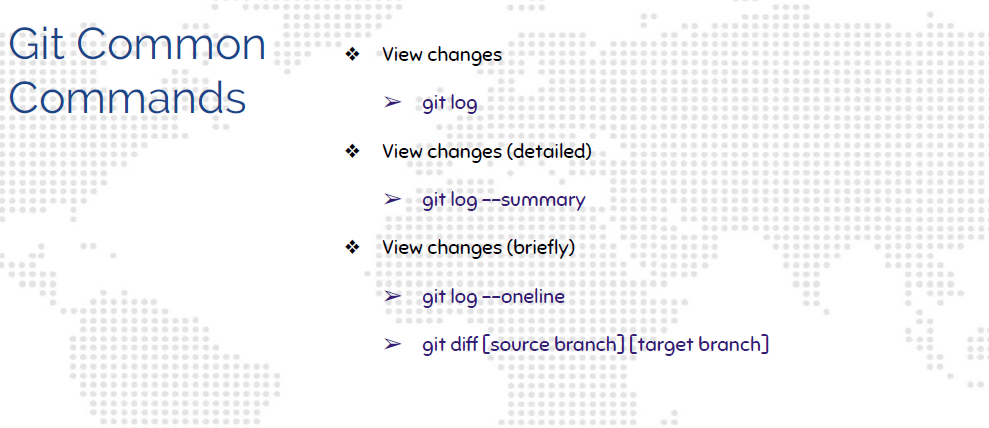 Git Common
Commands
❖ View changes
➢ git log
❖ View changes (detailed)
➢ git log --summary
❖ View changes (briefly)
➢ git log --oneline
➢ git diff [source branch] [target branch]